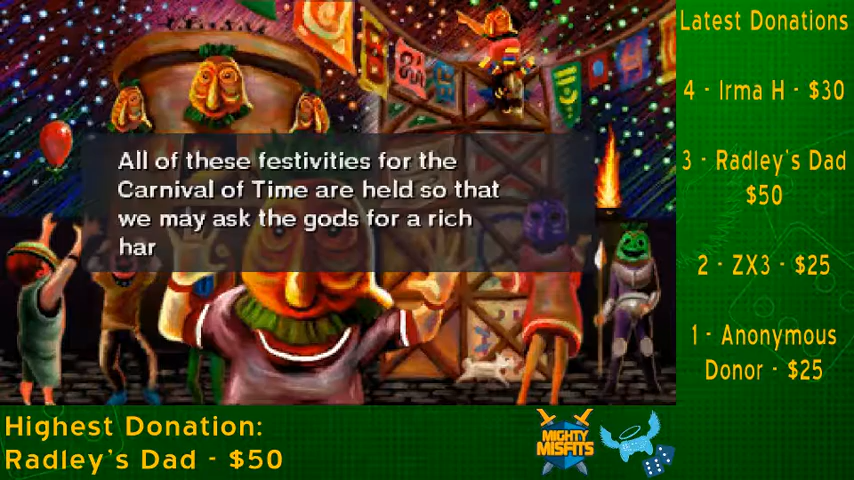 All of these festivities for the
Carnival of Time are held so that
we may ask the gods for a rich
har
Latest Donations
4 - Irma H - $30
3 - Radley's Dad
$50
2 - ZX3 - $25
1 - Anonymous
Donor - $25
Highest Donation:
Radley's Dad - $50
MIGHTY
MISFITS